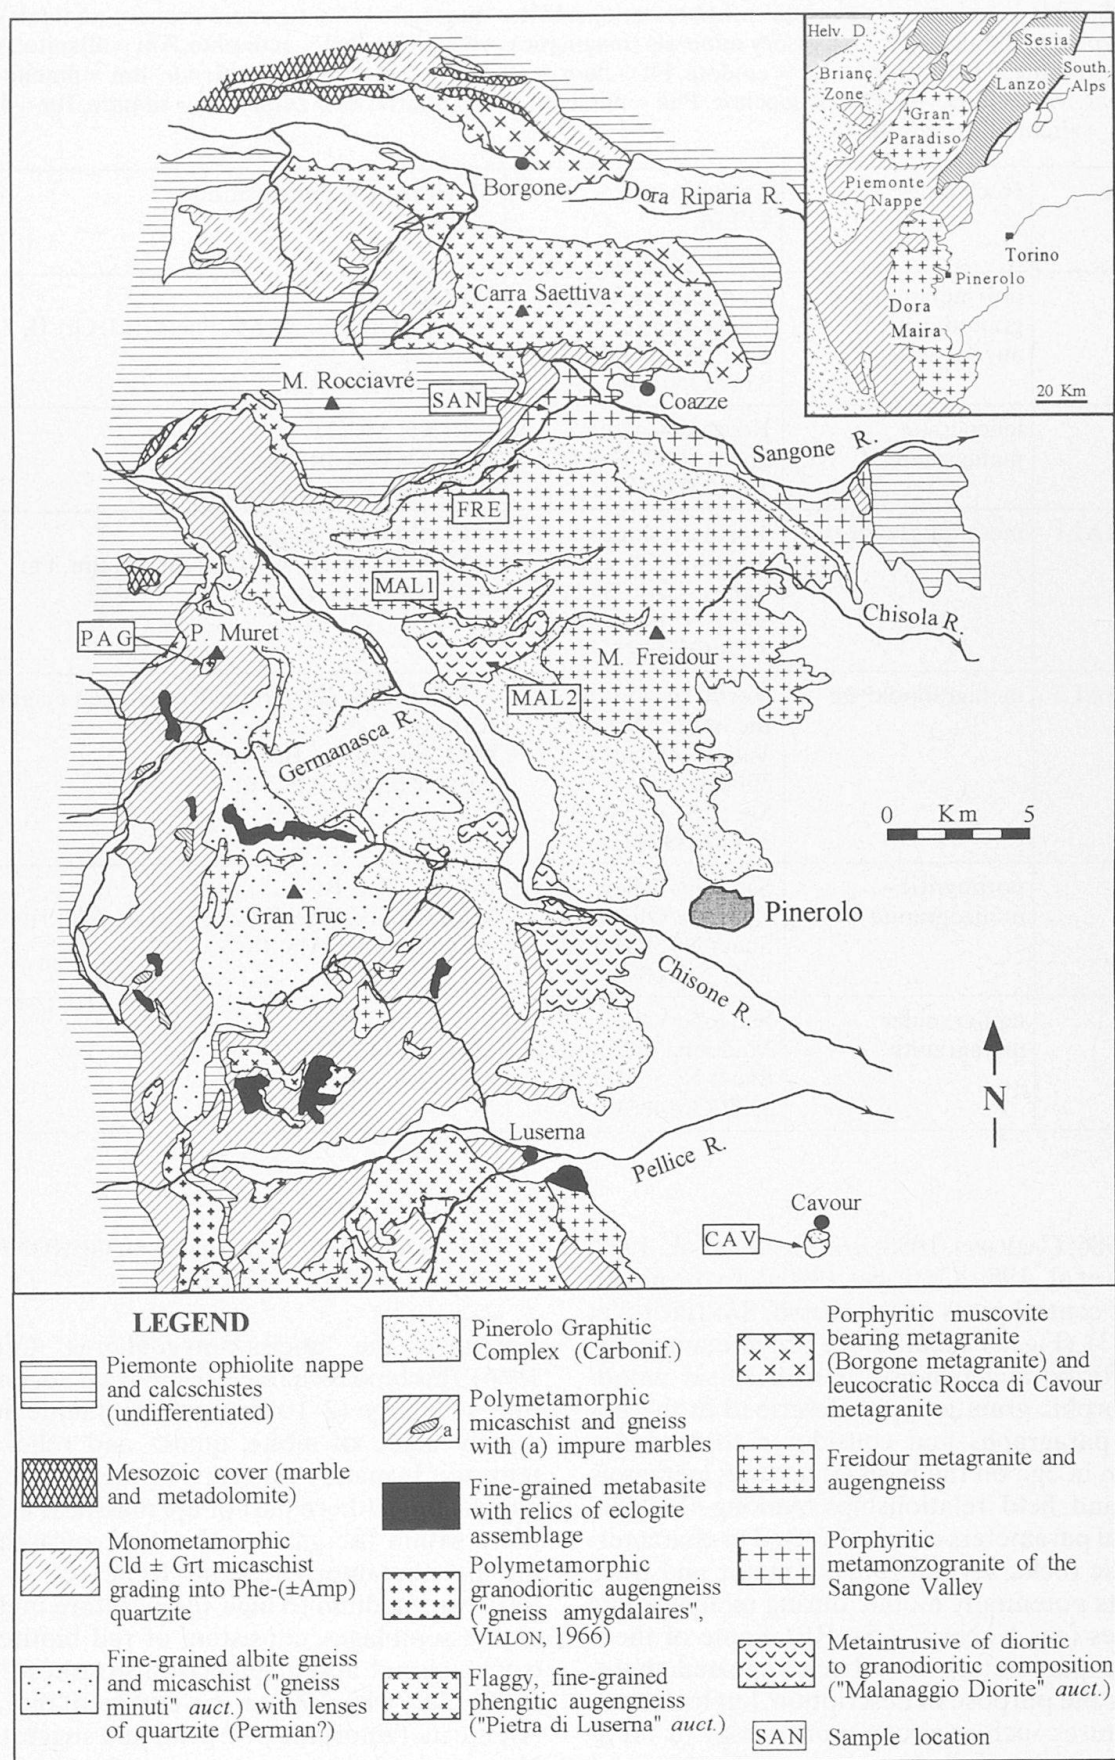 Helv. D.
Sesia
Brianç.
Zone
Lanzo
South.
Alps
Gran
Paradiso
Piemonte
Nappe
Torino
Pinerolo
Dora
Maira
20 Km
Borgone
Dora Riparia R.
Carra Saettiva
M. Rocciavré
SAN
Coazze
Sangone R.
FRE
MAL1
Chisola R.
PAG
P. Muret
M. Freidour
MAL2
Germanasca R.
0 Km 5
Gran Truc
Pinerolo
Chisone R.
N
Luserna
Pellice R.
Cavour
CAV
LEGEND
Piemonte ophiolite nappe
and calcschistes
(undifferentiated)
Mesozoic cover (marble
and metadolomite)
Monometamorphic
Cld ± Grt micaschist
grading into Phe-(±Amp)
quartzite
Fine-grained albite gneiss
and micaschist ("gneiss
minuti" auct.) with lenses
of quartzite (Permian?)
Pinerolo Graphitic
Complex (Carbonif.)
a
Polymetamorphic
micaschist and gneiss
with (a) impure marbles
Fine-grained metabasite
with relics of eclogite
assemblage
Polymetamorphic
granodioritic augengneiss
("gneiss amygdalaires",
VIALON, 1966)
Flaggy, fine-grained
phengitic augengneiss
("Pietra di Luserna" auct.)
Porphyritic muscovite
bearing metagranite
(Borgone metagranite) and
leucocratic Rocca di Cavour
metagranite
Freidour metagranite and
augengneiss
Porphyritic
metamonzogranite of the
Sangone Valley
Metaintrusive of dioritic
to granodioritic composition
("Malanaggio Diorite" auct.)
SAN Sample location